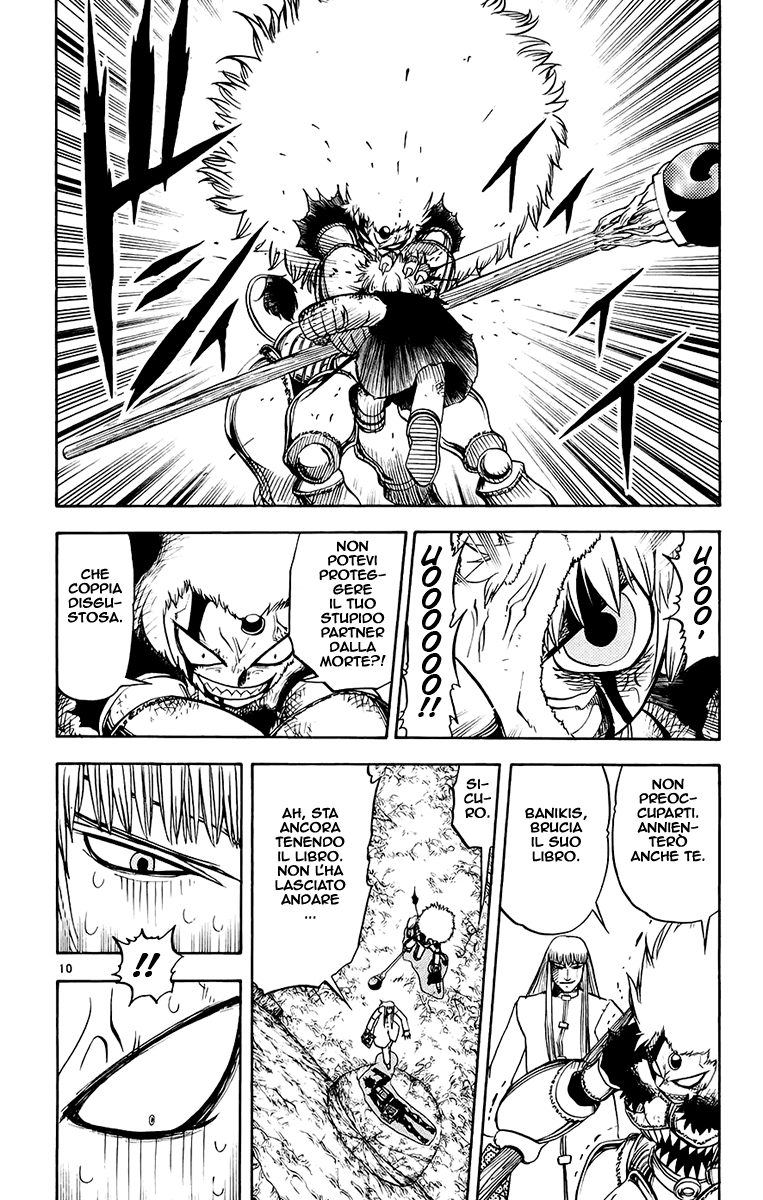 UOOO,
UOOOOOO!!
NON
POTEVI
PROTEG-
GERE
IL TUO
STUPIDO
PARTNER
DALLA
MORTE?!
CHE
COPPIA
DISGU-
STOSA.
NON
PREOC-
CUPARTI.
ANNIEN-
TERÒ
ANCHE TE.
BANIKIS,
BRUCIA
IL SUO
LIBRO.
SI-
CU-
RO.
AH, STA
ANCORA
TENENDO
IL LIBRO.
NON L'HA
LASCIATO
ANDARE
...
!!
10